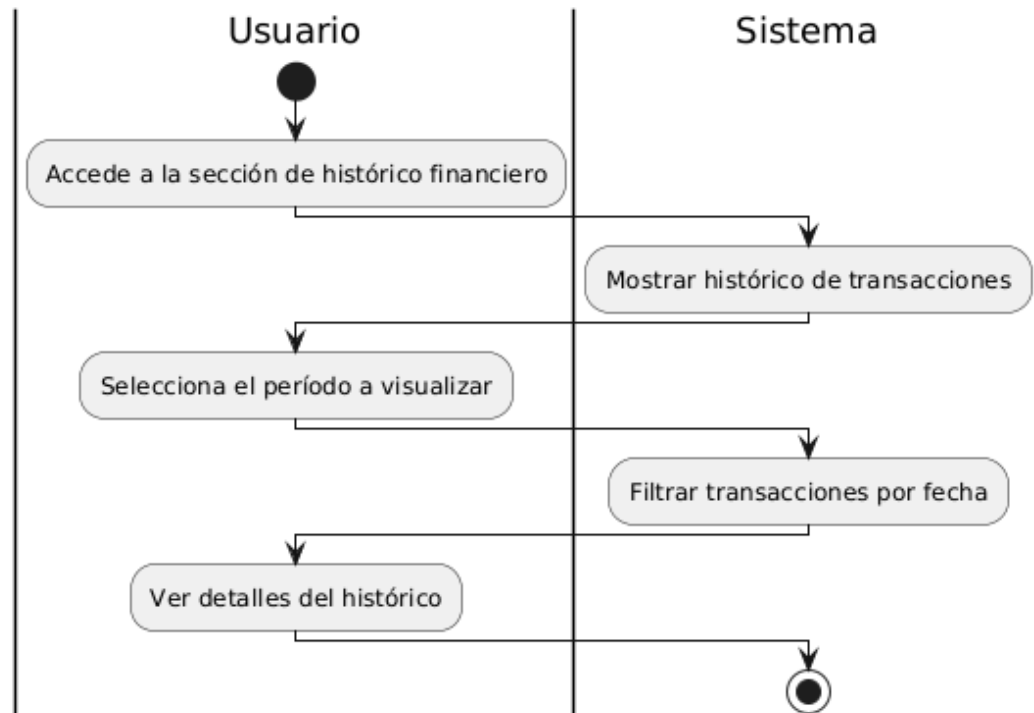 Usuario
Sistema
Accede a la sección de histórico financiero
Mostrar histórico de transacciones
Selecciona el período a visualizar
Filtrar transacciones por fecha
Ver detalles del histórico